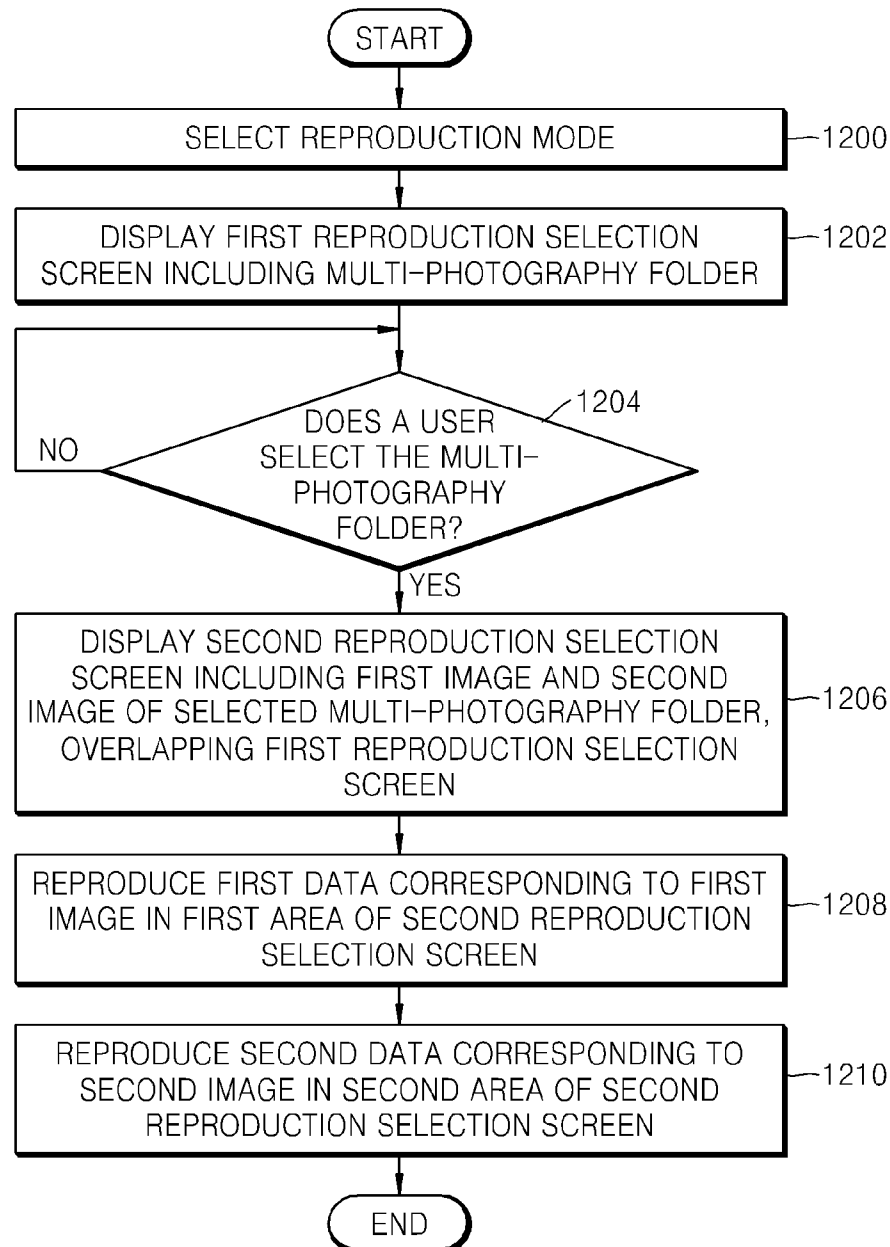 START
SELECT REPRODUCTION MODE
1200
DISPLAY FIRST REPRODUCTION SELECTION
SCREEN INCLUDING MULTI-PHOTOGRAPHY FOLDER
1202
DOES A USER
SELECT THE MULTI-
PHOTOGRAPHY
FOLDER?
1204
NO
YES
DISPLAY SECOND REPRODUCTION SELECTION
SCREEN INCLUDING FIRST IMAGE AND SECOND
IMAGE OF SELECTED MULTI-PHOTOGRAPHY FOLDER,
OVERLAPPING FIRST REPRODUCTION SELECTION
SCREEN
1206
REPRODUCE FIRST DATA CORRESPONDING TO FIRST
IMAGE IN FIRST AREA OF SECOND REPRODUCTION
SELECTION SCREEN
1208
REPRODUCE SECOND DATA CORRESPONDING TO
SECOND IMAGE IN SECOND AREA OF SECOND
REPRODUCTION SELECTION SCREEN
1210
END